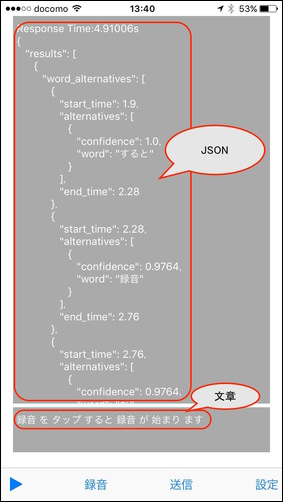 docomo 13:40 53%
Response Time:4.91006s
{
"results": [
{
"word_alternatives": [
{
"start_time": 1.9,
"alternatives": [
{
"confidence": 1.0,
"word": "すると"
}
],
"end_time": 2.28
},
{
"start_time": 2.28,
"alternatives": [
{
"confidence": 0.9764,
"word": "録音"
}
],
"end_time": 2.76
},
{
"start_time": 2.76,
"alternatives": [
{
"confidence": 0.9764,
JSON
文章
録音 を タップ すると 録音 が 始まり ます
録音 送信 設定